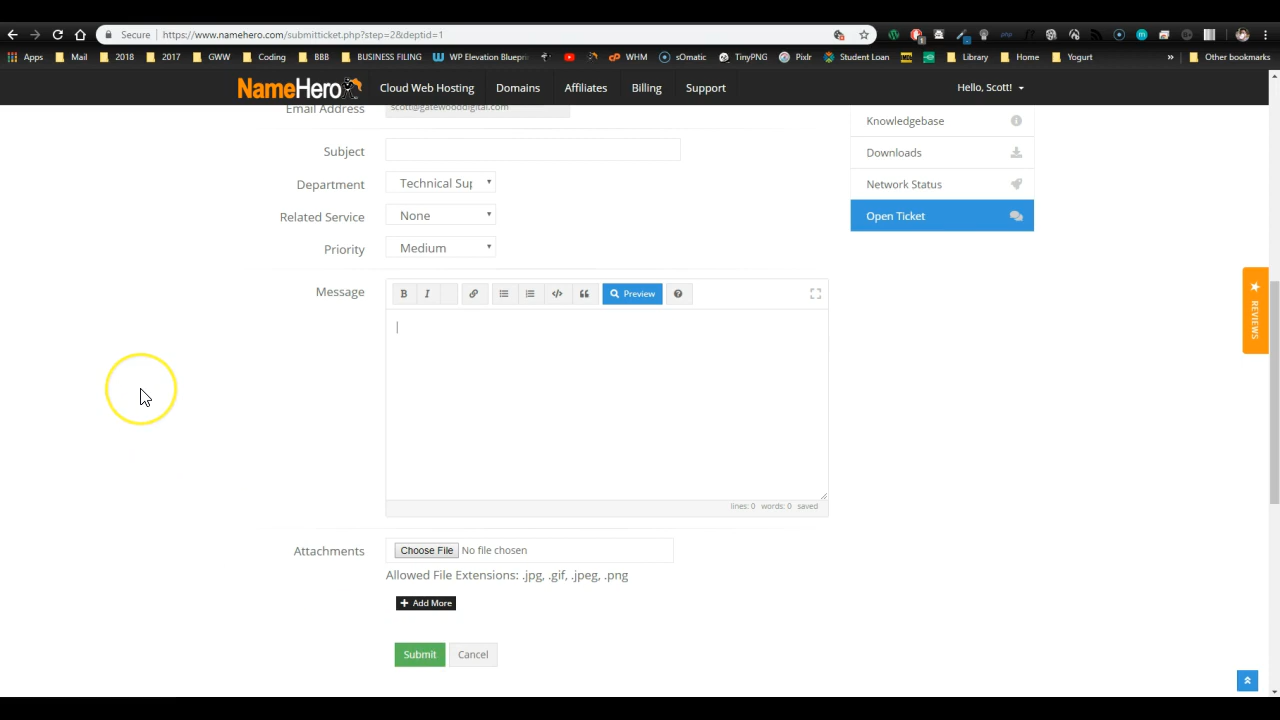 Secure https://www.namehero.com/submitticket.php?step=2&deptid=1
Apps Mail 2018 2017 GWW Coding BBB BUSINESS FILING WP Elevation Blueprin WHM sOmatic TinyPNG Pixlr Student Loan Library Home Yogurt » Other bookmarks
NameHero Cloud Web Hosting Domains Affiliates Billing Support Hello, Scott!
Email Address scott@gatewooddigital.com
Knowledgebase
Subject
Downloads
Department Technical Sup
Network Status
Related Service None
Open Ticket
Priority Medium
Message B I Preview
REVIEWS
lines: 0 words: 0 saved
Attachments Choose File No file chosen
Allowed File Extensions: .jpg, .gif, .jpeg, .png
+ Add More
Submit Cancel